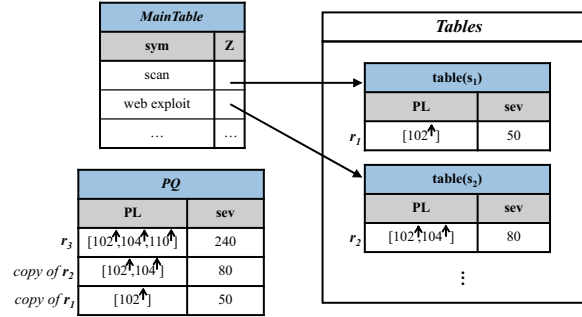 MainTable
sym Z
scan
web exploit
... ...
Tables
table(s₁)
PL sev
r₁ [102↑] 50
table(s₂)
PL sev
r₂ [102↑,104↑] 80
⋮
PQ
PL sev
r₃ [102↑,104↑,110↑] 240
copy of r₂ [102↑,104↑] 80
copy of r₁ [102↑] 50